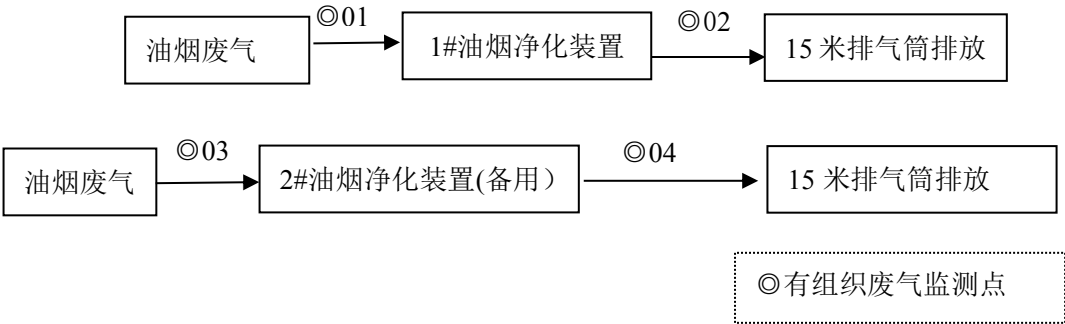 ◎01 ◎02
油烟废气 1#油烟净化装置 15 米排气筒排放
◎03 ◎04
油烟废气 2#油烟净化装置(备用） 15 米排气筒排放
◎有组织废气监测点